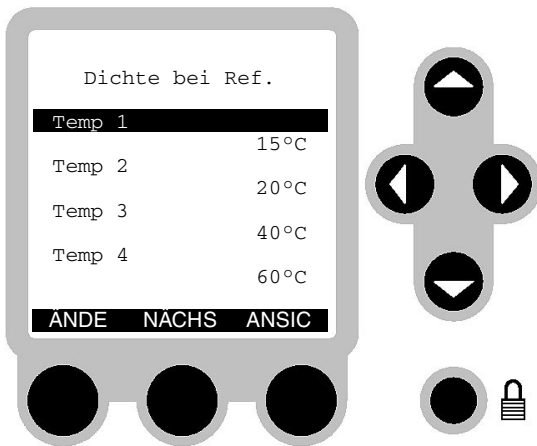 Dichte bei Ref.
Temp 1
15°C
Temp 2
20°C
Temp 3
40°C
Temp 4
60°C
ÄNDE NÄCHS ANSIC